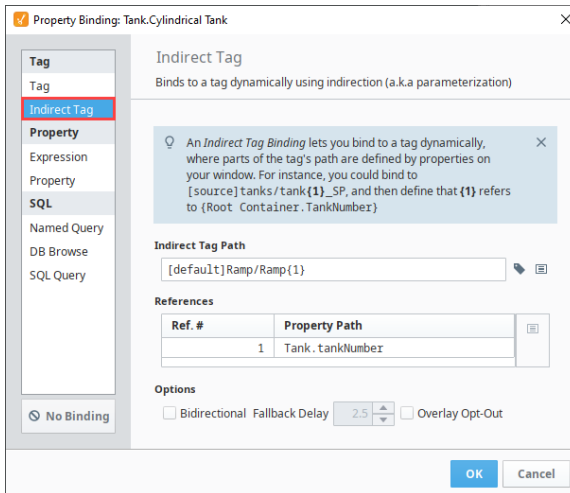 Property Binding: Tank.Cylindrical Tank
Tag
Tag
Indirect Tag
Property
Expression
Property
SQL
Named Query
DB Browse
SQL Query
No Binding
Indirect Tag
Binds to a tag dynamically using indirection (a.k.a parameterization)
An Indirect Tag Binding lets you bind to a tag dynamically,
where parts of the tag's path are defined by properties on
your window. For instance, you could bind to
[source]tanks/tank{1}_SP, and then define that {1} refers
to {Root Container.TankNumber}
Indirect Tag Path
[default]Ramp/Ramp{1}
References
Ref. # Property Path
1 Tank.tankNumber
Options
Bidirectional Fallback Delay 2.5 Overlay Opt-Out
OK Cancel